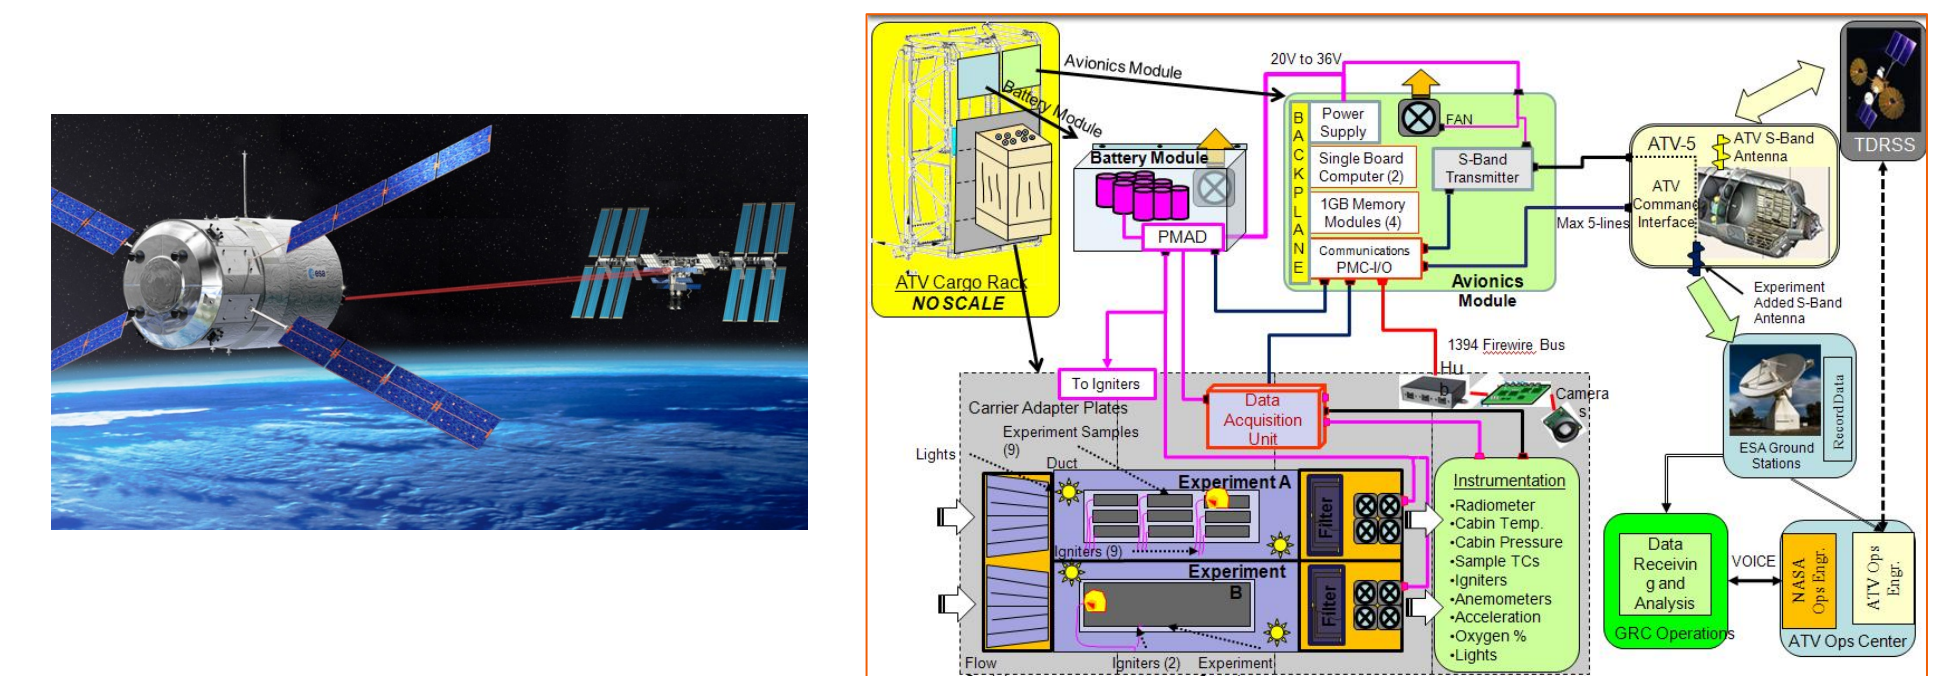 esa
Avionics Module
Battery Module
ATV Cargo Rack
NO SCALE
20V to 36V
Battery Module
PMAD
BACKPLANE
Power
Supply
FAN
Single Board
Computer (2)
S-Band
Transmitter
1GB Memory
Modules (4)
Communications
PMC-I/O
Avionics
Module
Max 5-lines
ATV-5
ATV S-Band
Antenna
ATV
Command
Interface
TDRSS
Experiment
Added S-Band
Antenna
1394 Firewire Bus
Hu
b
Camera
s
To Igniters
Carrier Adapter Plates
Experiment Samples
(9)
Lights
Duct
Data
Acquisition
Unit
Experiment A
Filter
Igniters (9)
Experiment
B
Filter
Flow
Igniters (2)
Experiment
Instrumentation
•Radiometer
•Cabin Temp.
•Cabin Pressure
•Sample TCs
•Igniters
•Anemometers
•Acceleration
•Oxygen %
•Lights
ESA Ground
Stations
Record Data
Data
Receivin
g and
Analysis
GRC Operations
VOICE
NASA
Ops Engr.
ATV Ops
Engr.
ATV Ops Center